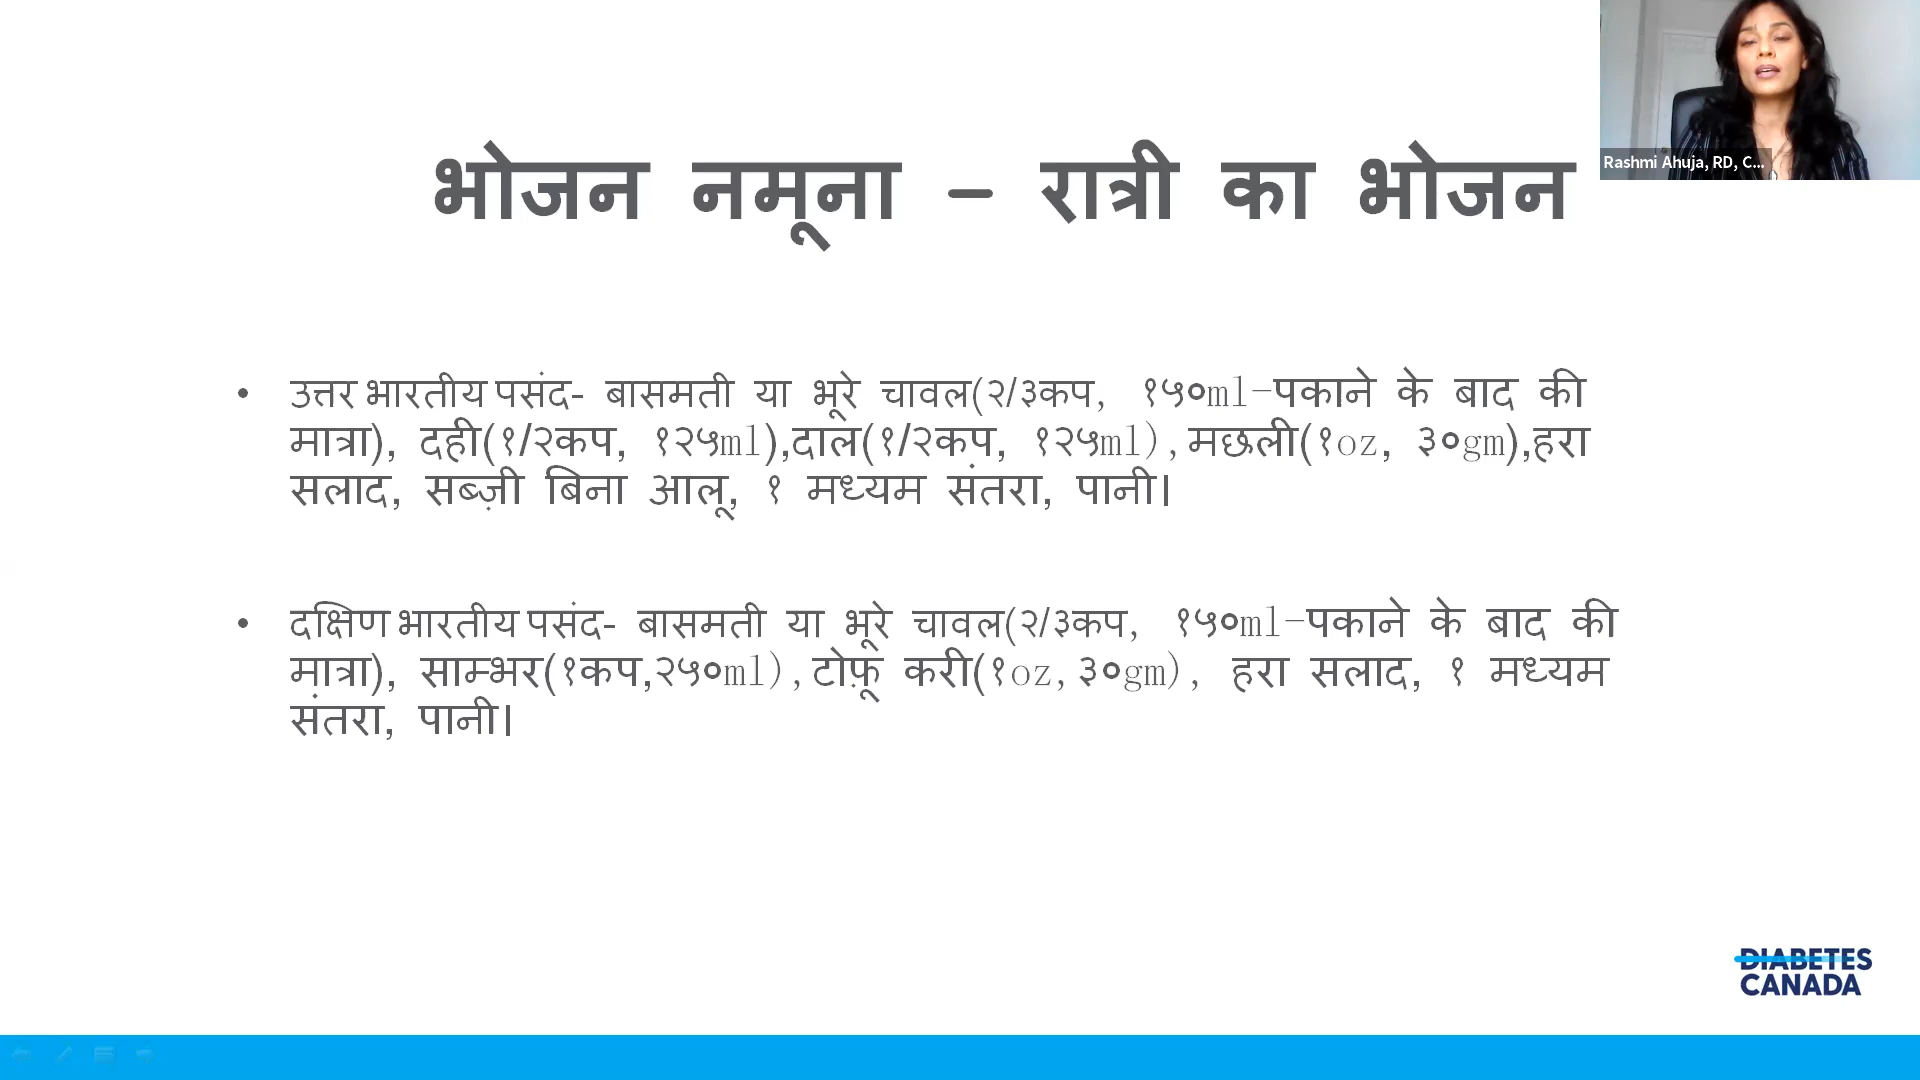 Rashmi Ahuja, RD, C...
भोजन नमूना – रात्री का भोजन
• उत्तर भारतीय पसंद- बासमती या भूरे चावल(२/३कप, १५०ml-पकाने के बाद की
मात्रा), दही(१/२कप, १२५ml),दाल(१/२कप, १२५ml),मछली(१oz, ३०gm),हरा
सलाद, सब्ज़ी बिना आलू, १ मध्यम संतरा, पानी।
• दक्षिण भारतीय पसंद- बासमती या भूरे चावल(२/३कप, १५०ml-पकाने के बाद की
मात्रा), साम्भर(१कप,२५०ml),टोफ़ू करी(१oz,३०gm), हरा सलाद, १ मध्यम
संतरा, पानी।
DIABETES
CANADA